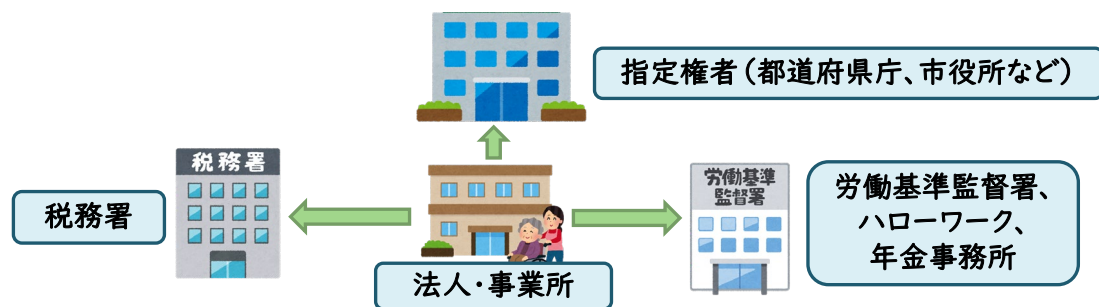 指定権者（都道府県庁、市役所など）
税務署
税務署
労働基準
監督署
労働基準監督署、
ハローワーク、
年金事務所
法人・事業所